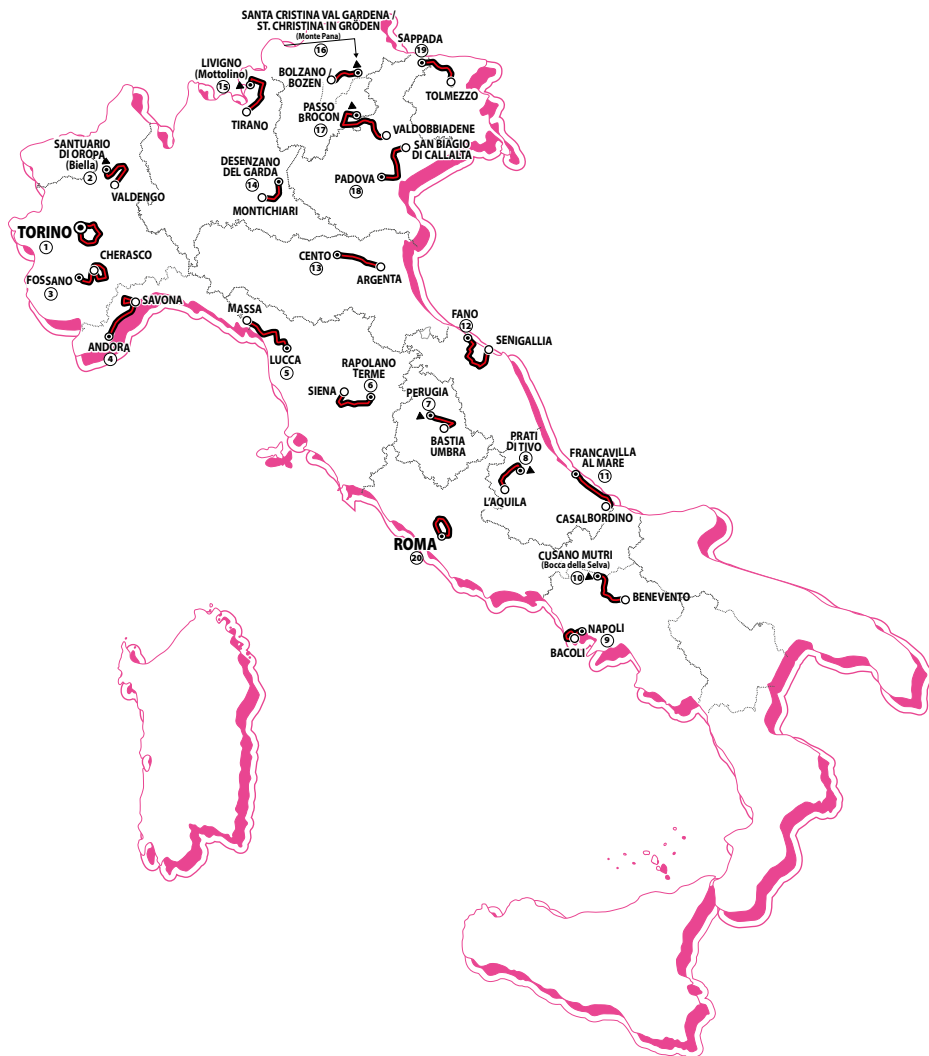 SANTA CRISTINA VAL GARDENA /
ST. CHRISTINA IN GRÖDEN
(Monte Pana)
16
SAPPADA
19
LIVIGNO
(Mottolino)
15
BOLZANO /
BOZEN
TOLMEZZO
TIRANO
PASSO
BROCON
17
VALDOBBIADENE
SANTUARIO
DI OROPA
(Biella)
2
VALDENGO
DESENZANO
DEL GARDA
14
MONTICHIARI
SAN BIAGIO
DI CALLALTA
PADOVA
18
TORINO
1
CHERASCO
FOSSANO
3
CENTO
13
ARGENTA
SAVONA
ANDORA
4
MASSA
LUCCA
5
FANO
12
SENIGALLIA
RAPOLANO
TERME
6
SIENA
PERUGIA
7
BASTIA
UMBRA
PRATI
DI TIVO
8
L'AQUILA
FRANCAVILLA
AL MARE
11
CASALBORDINO
ROMA
20
CUSANO MUTRI
(Bocca della Selva)
10
BENEVENTO
NAPOLI
9
BACOLI